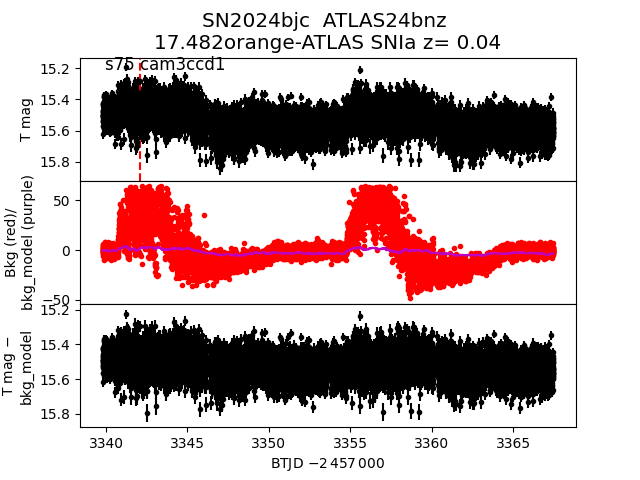 SN2024bjc ATLAS24bnz
17.482orange-ATLAS SNIa z= 0.04
s75 cam3ccd1
15.2
15.4
15.6
15.8
T mag
50
0
−50
Bkg (red)/
bkg_model (purple)
15.2
15.4
15.6
15.8
T mag −
bkg_model
3340 3345 3350 3355 3360 3365
BTJD −2 457 000